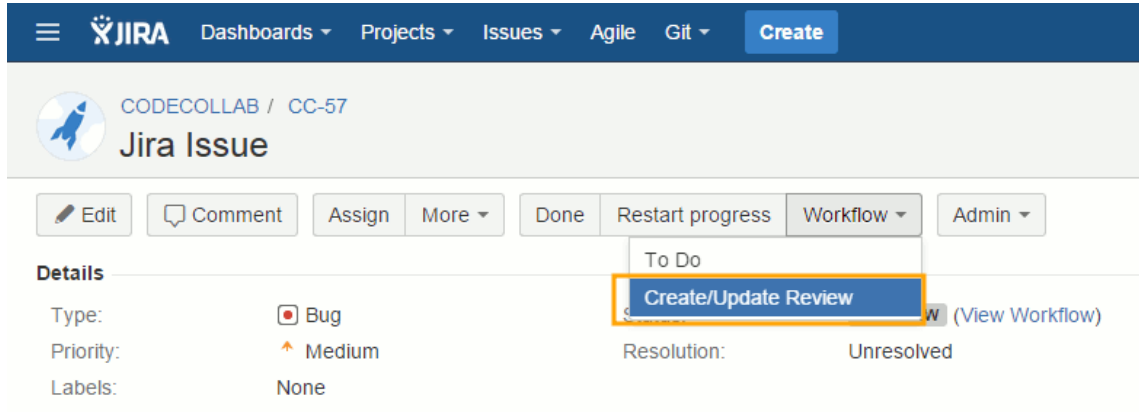 JIRA Dashboards Projects Issues Agile Git Create
CODECOLLAB / CC-57
Jira Issue
Edit Comment Assign More Done Restart progress Workflow Admin
To Do
Details
Create/Update Review
Type: Bug W (View Workflow)
Priority: Medium Resolution: Unresolved
Labels: None